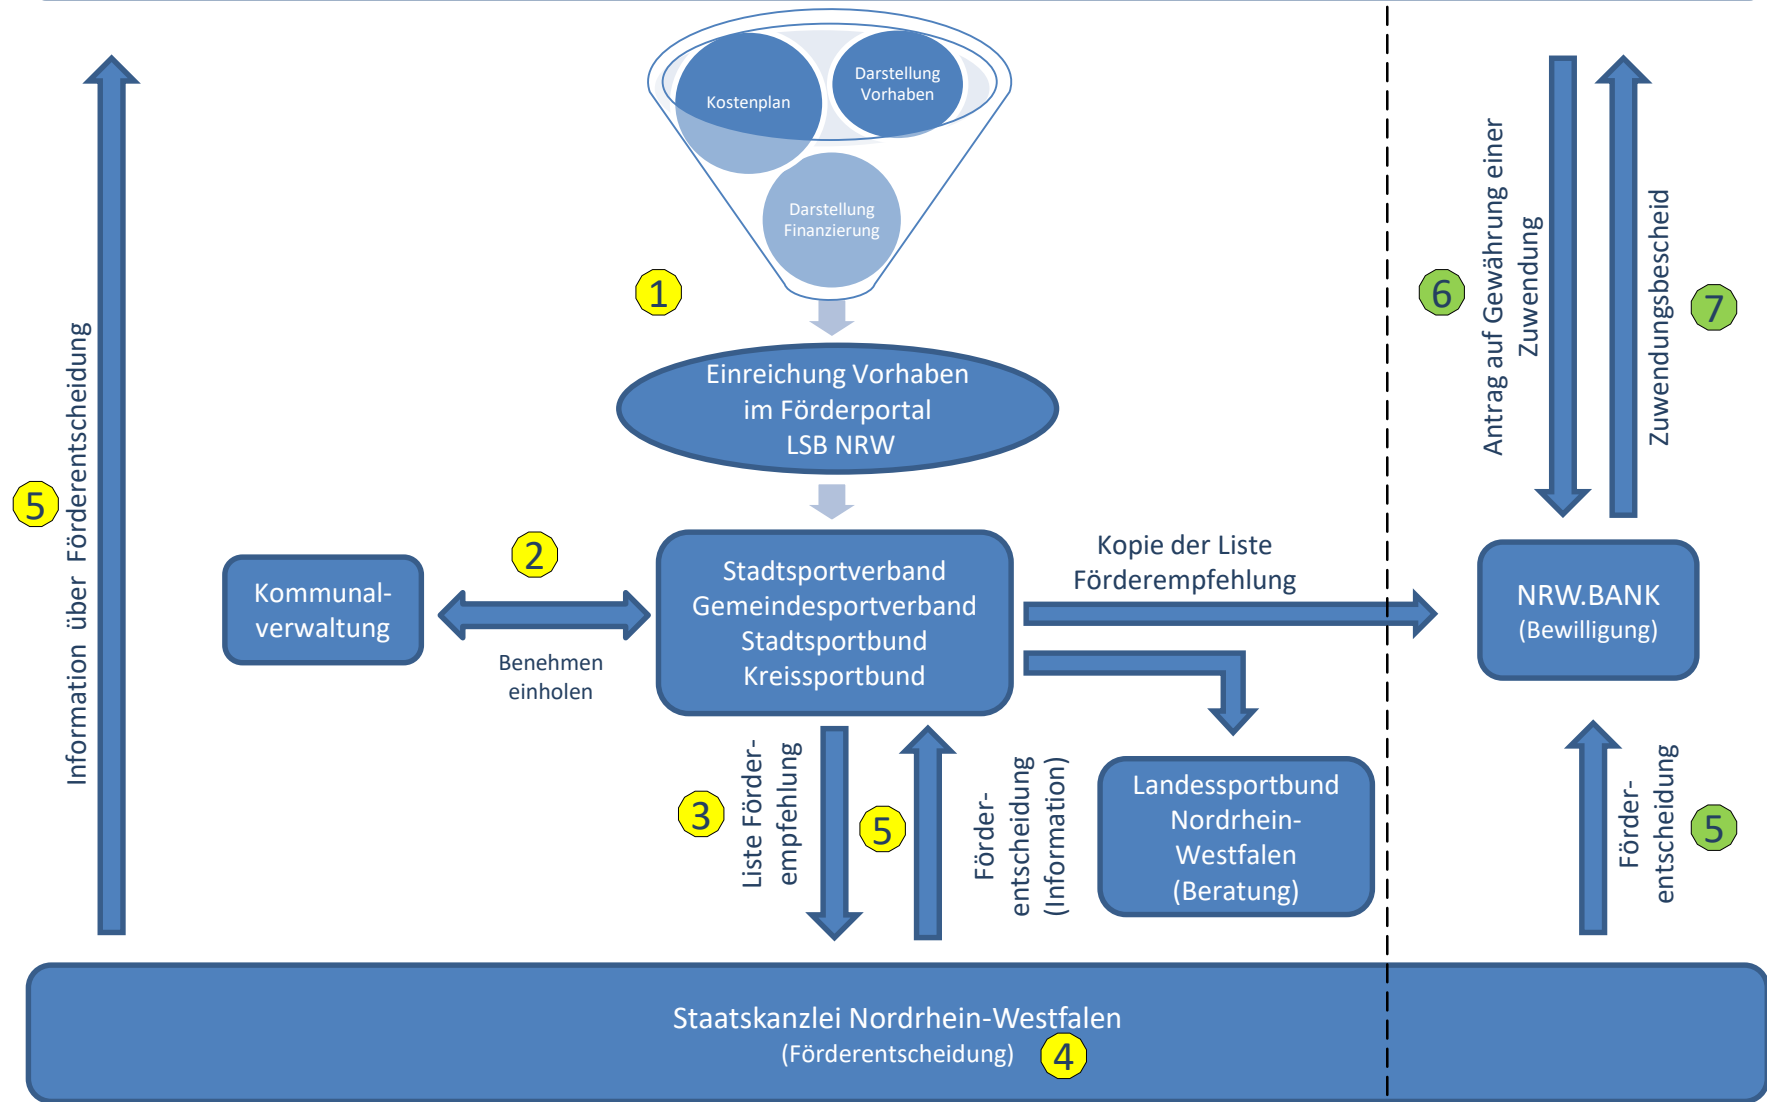 Kostenplan
Darstellung
Vorhaben
Darstellung
Finanzierung
1
Einreichung Vorhaben
im Förderportal
LSB NRW
5
Information über Förderentscheidung
Kommunal-
verwaltung
2
Benehmen
einholen
Stadtsportverband
Gemeindesportverband
Stadtsportbund
Kreissportbund
Kopie der Liste
Förderempfehlung
3
Liste Förder-
empfehlung
5
Förder-
entscheidung
(Information)
Landessportbund
Nordrhein-
Westfalen
(Beratung)
6
Antrag auf Gewährung einer
Zuwendung
Zuwendungsbescheid
7
NRW.BANK
(Bewilligung)
Förder-
entscheidung
5
Staatskanzlei Nordrhein-Westfalen
(Förderentscheidung)
4